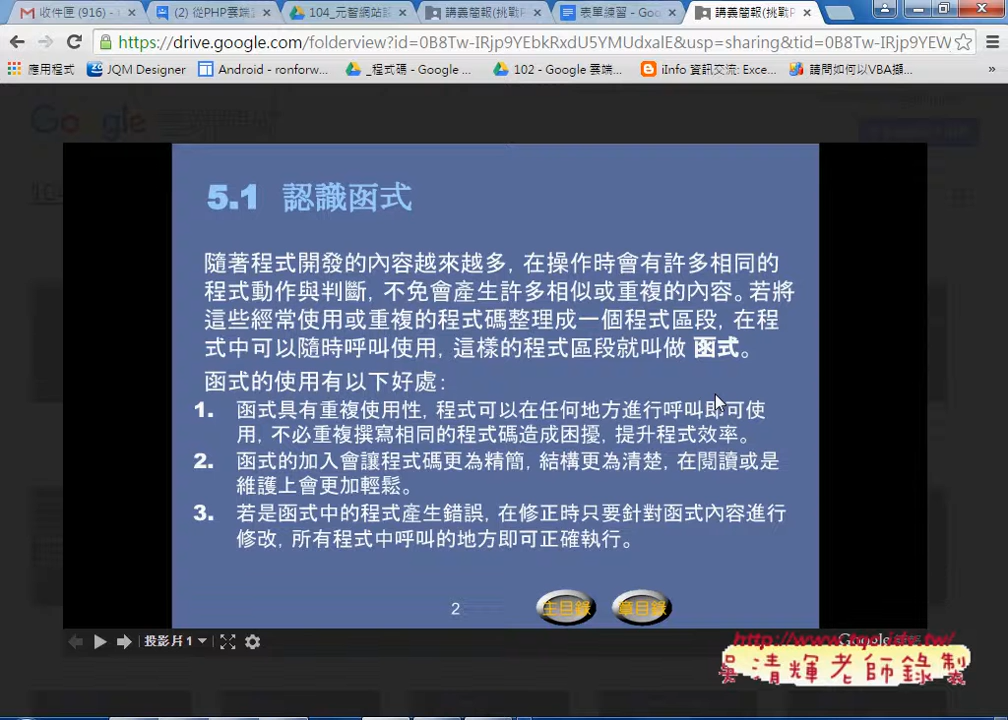 收件匣 (916) -
(2) 從PHP雲端
104_元智網站
講義簡報(挑戰P
表單練習 - Goo
講義簡報(挑戰P
https://drive.google.com/folderview?id=0B8Tw-IRjp9YEbkRxdU5YMUdxalE&usp=sharing&tid=0B8Tw-IRjp9YEW
應用程式
JQM Designer
Android - ronforw...
_程式碼 - Google ...
102 - Google 雲端...
iInfo 資訊交流: Exce...
請問如何以VBA擷...
»
Google
5.1 認識函式
隨著程式開發的內容越來越多, 在操作時會有許多相同的
程式動作與判斷, 不免會產生許多相似或重複的內容。若將
這些經常使用或重複的程式碼整理成一個程式區段, 在程
式中可以隨時呼叫使用, 這樣的程式區段就叫做 函式。
函式的使用有以下好處:
1. 函式具有重複使用性, 程式可以在任何地方進行呼叫即可使
用, 不必重複撰寫相同的程式碼造成困擾, 提升程式效率。
2. 函式的加入會讓程式碼更為精簡, 結構更為清楚, 在閱讀或是
維護上會更加輕鬆。
3. 若是函式中的程式產生錯誤, 在修正時只要針對函式內容進行
修改, 所有程式中呼叫的地方即可正確執行。
2
主目錄
章目錄
投影片 1
Google
吳清輝老師錄製